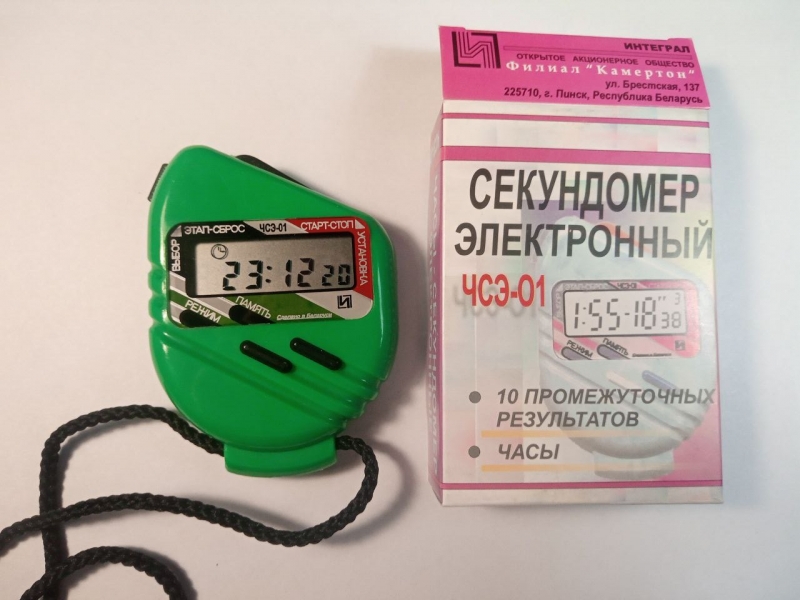 ВЫБОР
ЭТАП-СБРОС
ЧСЭ-01
СТАРТ-СТОП
УСТАНОВКА
23:12 20
РЕЖИМ
ПАМЯТЬ
Сделано в Беларуси
ИНТЕГРАЛ
ОТКРЫТОЕ АКЦИОНЕРНОЕ ОБЩЕСТВО
Филиал "Камертон"
ул. Брестская, 137
225710, г. Пинск, Республика Беларусь
СЕКУНДОМЕР
ЭЛЕКТРОННЫЙ
ЧСЭ-01
ЧСЭ
1:55-18" 3
38
РЕЖИМ
ПАМЯТЬ
• 10 ПРОМЕЖУТОЧНЫХ
РЕЗУЛЬТАТОВ
• ЧАСЫ